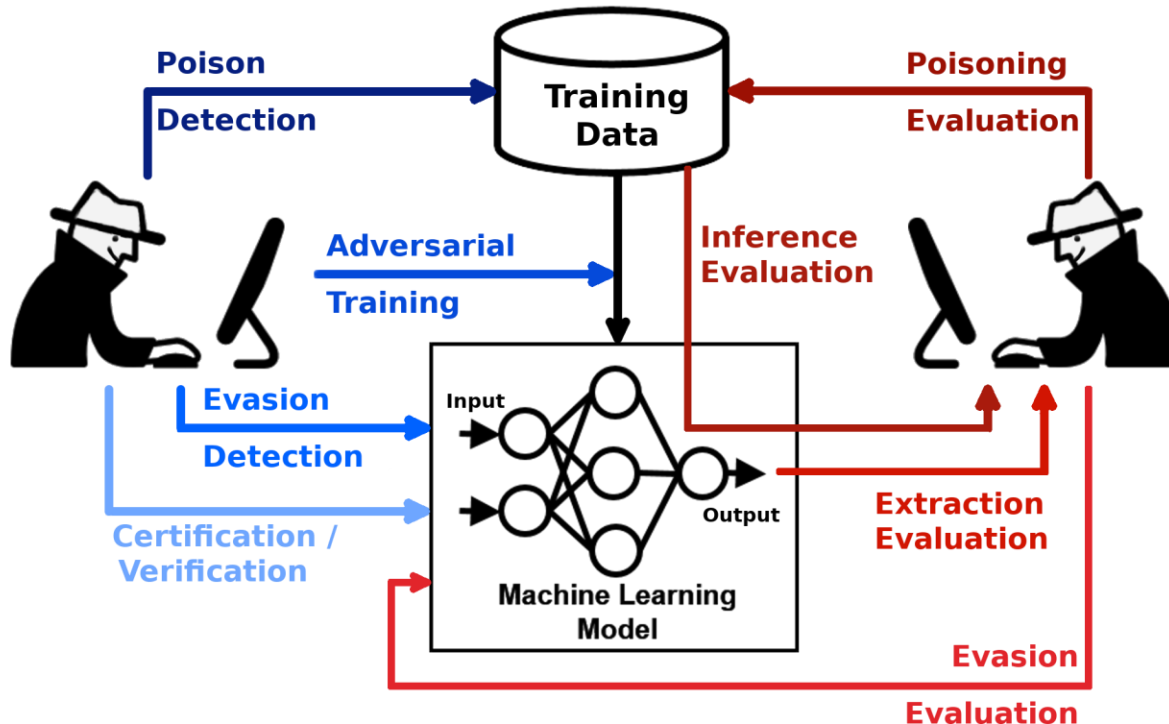 Poison
Detection
Training
Data
Poisoning
Evaluation
Adversarial
Training
Inference
Evaluation
Evasion
Detection
Certification /
Verification
Input
Output
Machine Learning
Model
Extraction
Evaluation
Evasion
Evaluation